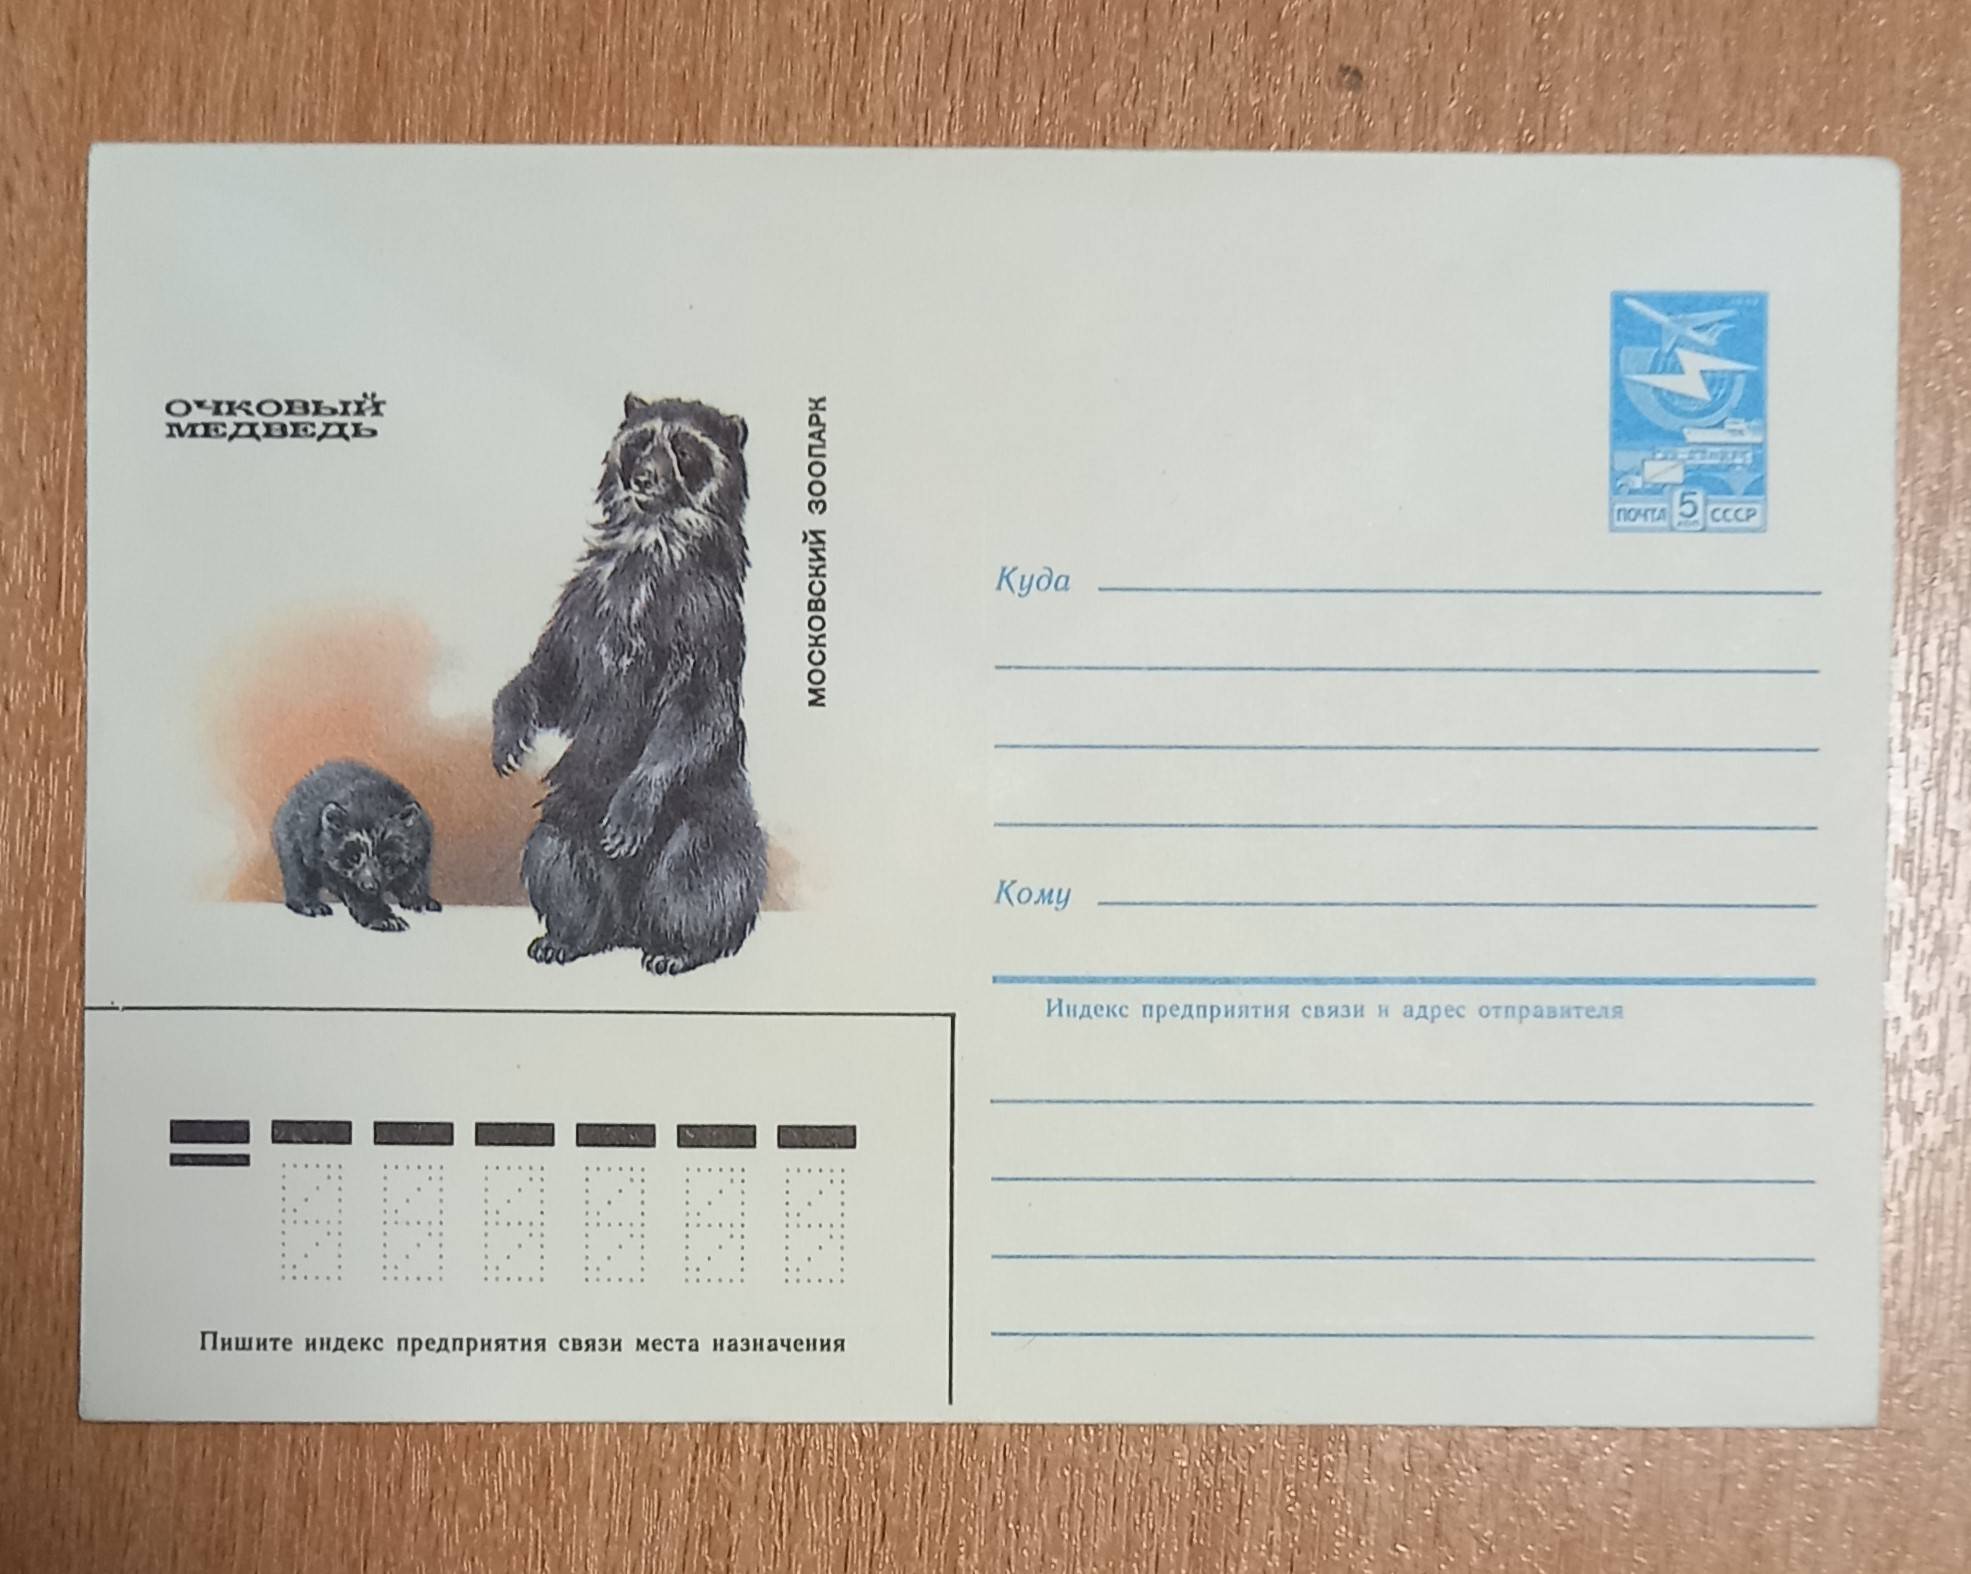 ОЧКОВЫЙ
МЕДВЕДЬ
МОСКОВСКИЙ ЗООПАРК
ПОЧТА 5 КОП СССР
Куда
Кому
Индекс предприятия связи и адрес отправителя
Пишите индекс предприятия связи места назначения